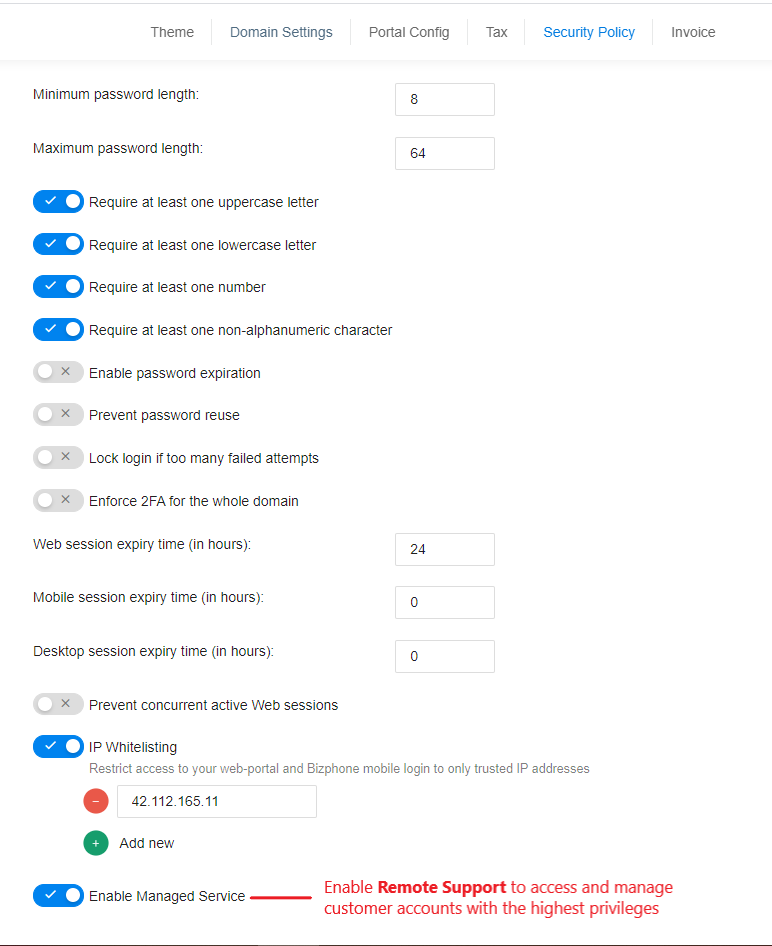 Theme Domain Settings Portal Config Tax Security Policy Invoice
Minimum password length: 8
Maximum password length: 64
Require at least one uppercase letter
Require at least one lowercase letter
Require at least one number
Require at least one non-alphanumeric character
Enable password expiration
Prevent password reuse
Lock login if too many failed attempts
Enforce 2FA for the whole domain
Web session expiry time (in hours): 24
Mobile session expiry time (in hours): 0
Desktop session expiry time (in hours): 0
Prevent concurrent active Web sessions
IP Whitelisting
Restrict access to your web-portal and Bizphone mobile login to only trusted IP addresses
42.112.165.11
Add new
Enable Managed Service
Enable Remote Support to access and manage
customer accounts with the highest privileges